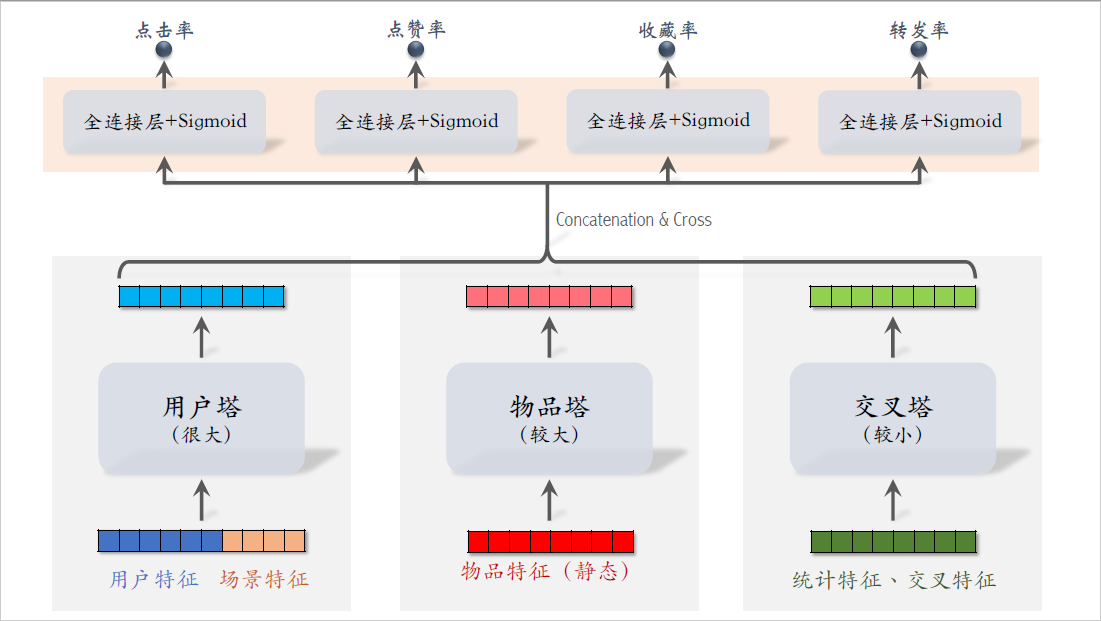 点击率
点赞率
收藏率
转发率
全连接层+Sigmoid
全连接层+Sigmoid
全连接层+Sigmoid
全连接层+Sigmoid
Concatenation & Cross
用户塔
（很大）
物品塔
（较大）
交叉塔
（较小）
用户特征
场景特征
物品特征（静态）
统计特征、交叉特征